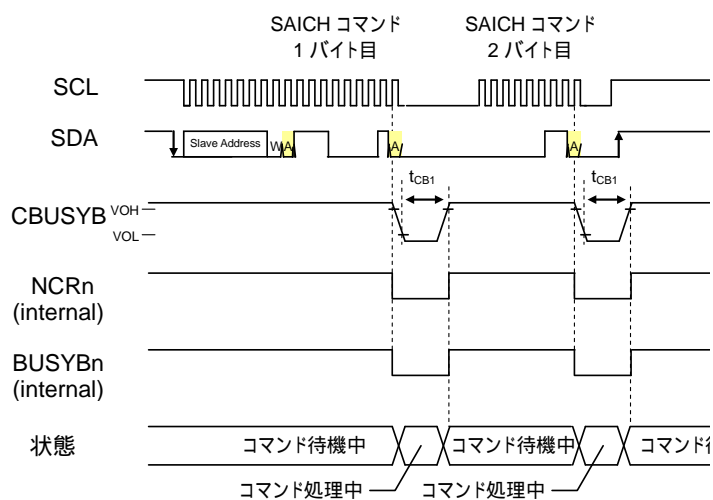 SAICH コマンド
1 バイト目
SAICH コマンド
2 バイト目
SCL
SDA
Slave Address
W
A
A
A
tCB1
tCB1
CBUSYB
VOH
VOL
NCRn
(internal)
BUSYBn
(internal)
状態
コマンド待機中
コマンド待機中
コマンド待
コマンド処理中
コマンド処理中